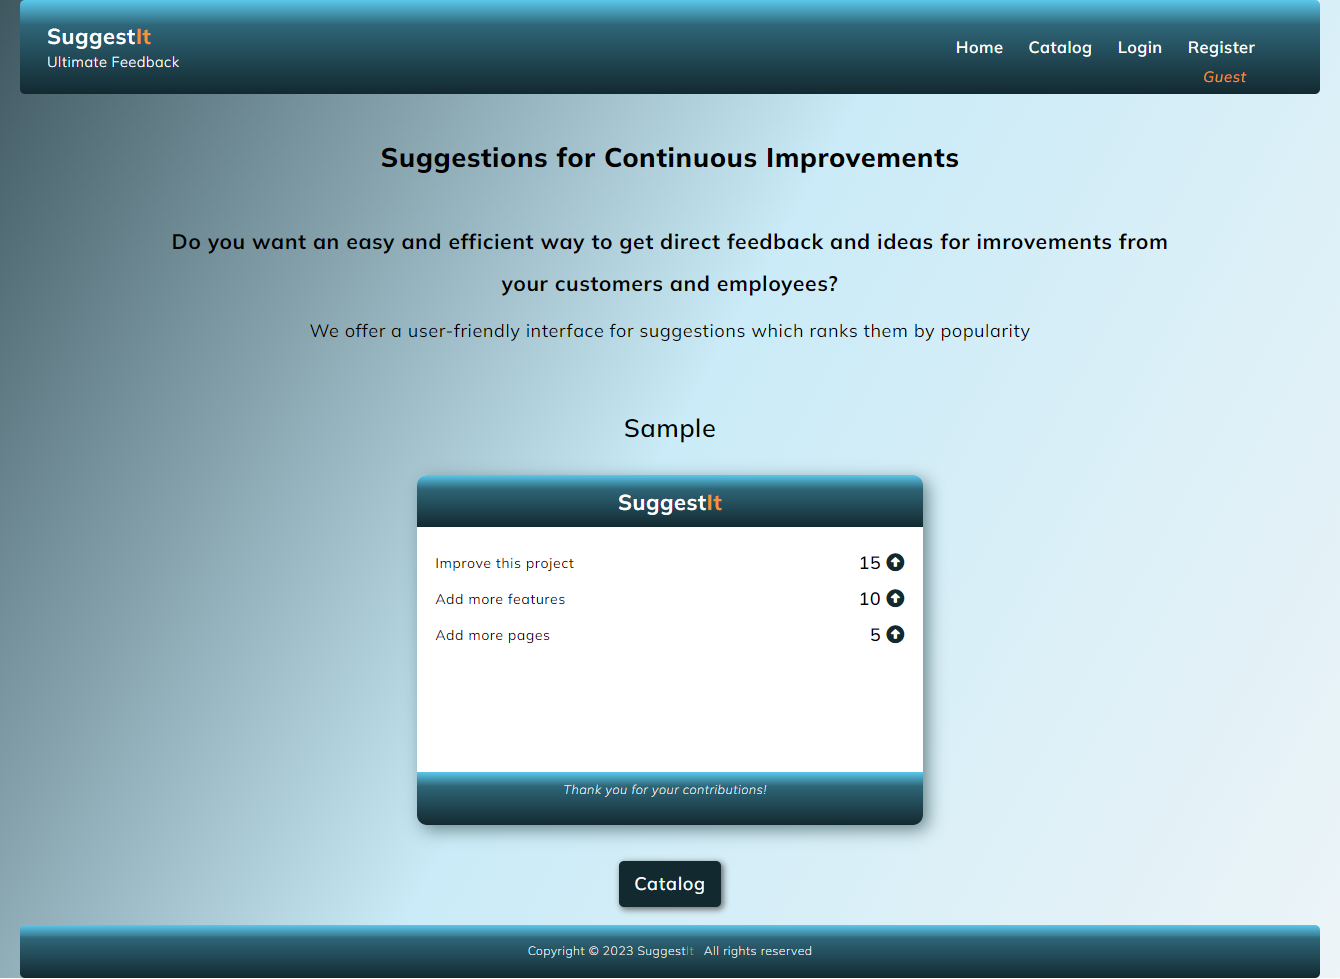 SuggestIt
Ultimate Feedback
Home Catalog Login Register
Guest
Suggestions for Continuous Improvements
Do you want an easy and efficient way to get direct feedback and ideas for imrovements from
your customers and employees?
We offer a user-friendly interface for suggestions which ranks them by popularity
Sample
SuggestIt
Improve this project 15
Add more features 10
Add more pages 5
Thank you for your contributions!
Catalog
Copyright © 2023 SuggestIt All rights reserved